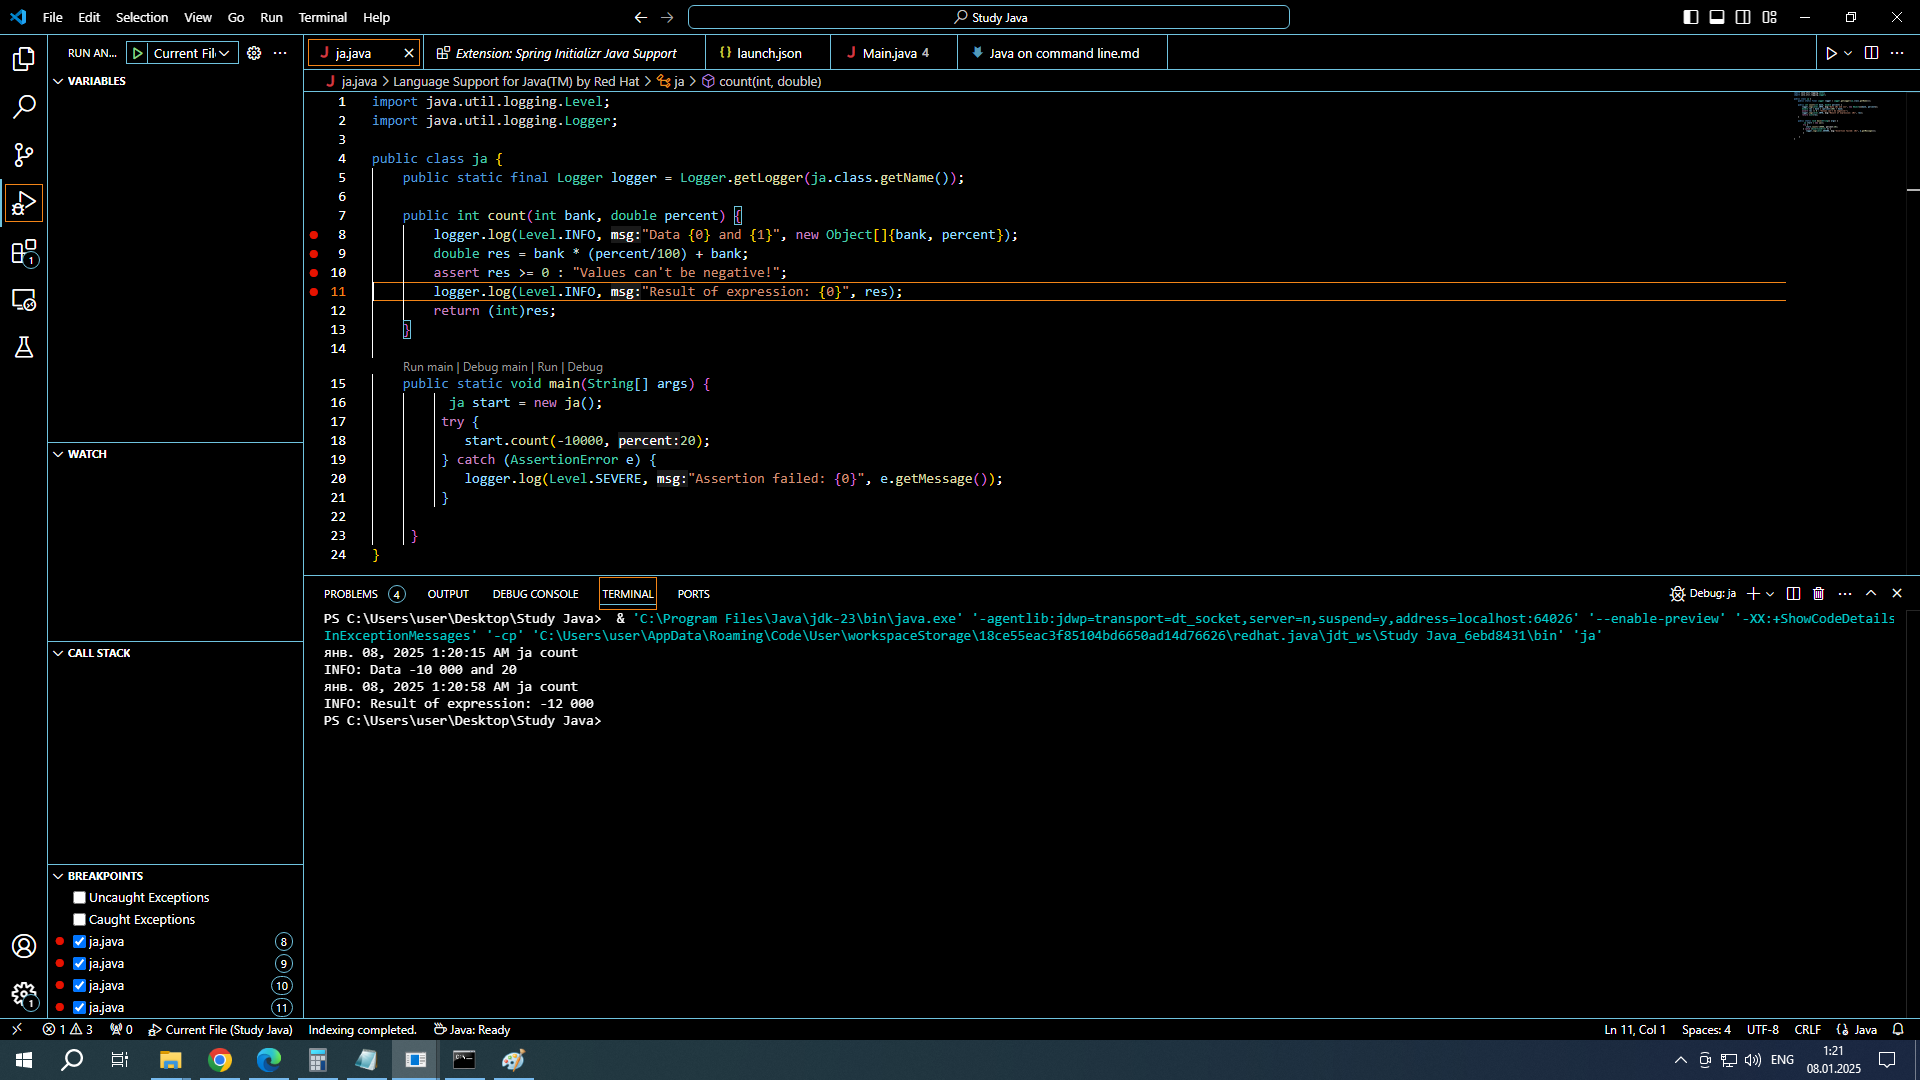 File Edit Selection View Go Run Terminal Help
Study Java
RUN AN... Current Fil
ja.java
Extension: Spring Initializr Java Support
launch.json
Main.java 4
Java on command line.md
ja.java > Language Support for Java(TM) by Red Hat > ja > count(int, double)
VARIABLES
WATCH
CALL STACK
BREAKPOINTS
Uncaught Exceptions
Caught Exceptions
ja.java 8
ja.java 9
ja.java 10
ja.java 11
1 import java.util.logging.Level;
2 import java.util.logging.Logger;
3
4 public class ja {
5 public static final Logger logger = Logger.getLogger(ja.class.getName());
6
7 public int count(int bank, double percent) {
8 logger.log(Level.INFO, msg:"Data {0} and {1}", new Object[]{bank, percent});
9 double res = bank * (percent/100) + bank;
10 assert res >= 0 : "Values can't be negative!";
11 logger.log(Level.INFO, msg:"Result of expression: {0}", res);
12 return (int)res;
13 }
14
Run main | Debug main | Run | Debug
15 public static void main(String[] args) {
16 ja start = new ja();
17 try {
18 start.count(-10000, percent:20);
19 } catch (AssertionError e) {
20 logger.log(Level.SEVERE, msg:"Assertion failed: {0}", e.getMessage());
21 }
22
23 }
24 }
PROBLEMS 4 OUTPUT DEBUG CONSOLE TERMINAL PORTS
Debug: ja
PS C:\Users\user\Desktop\Study Java>  & 'C:\Program Files\Java\jdk-23\bin\java.exe' '-agentlib:jdwp=transport=dt_socket,server=n,suspend=y,address=localhost:64026' '--enable-preview' '-XX:+ShowCodeDetails
InExceptionMessages' '-cp' 'C:\Users\user\AppData\Roaming\Code\User\workspaceStorage\18ce55eac3f85104bd6650ad14d76626\redhat.java\jdt_ws\Study Java_6ebd8431\bin' 'ja'
янв. 08, 2025 1:20:15 AM ja count
INFO: Data -10 000 and 20
янв. 08, 2025 1:20:58 AM ja count
INFO: Result of expression: -12 000
PS C:\Users\user\Desktop\Study Java>
1 3 0 Current File (Study Java) Indexing completed. Java: Ready
Ln 11, Col 1 Spaces: 4 UTF-8 CRLF Java
ENG
1:21
08.01.2025